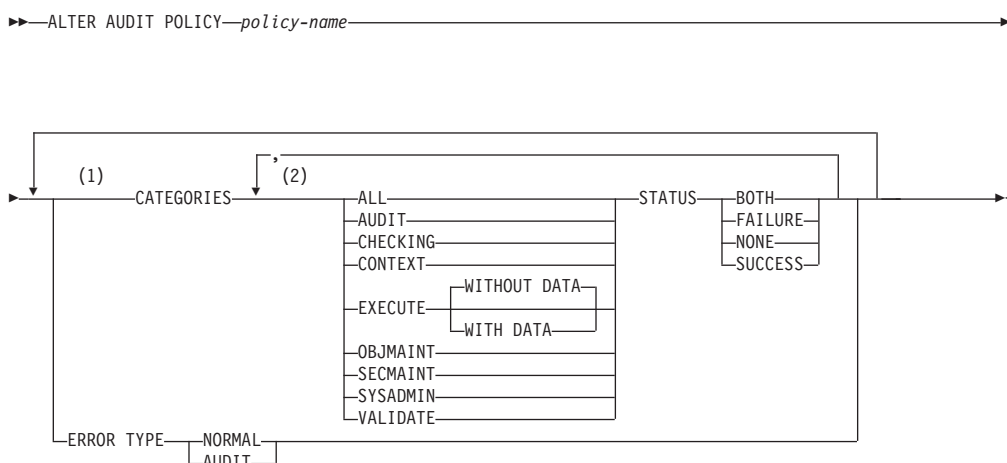 ALTER AUDIT POLICY policy-name
,
(1) (2)
CATEGORIES ALL STATUS BOTH
AUDIT FAILURE
CHECKING NONE
CONTEXT SUCCESS
WITHOUT DATA
EXECUTE
WITH DATA
OBJMAINT
SECMAINT
SYSADMIN
VALIDATE
ERROR TYPE NORMAL
AUDIT